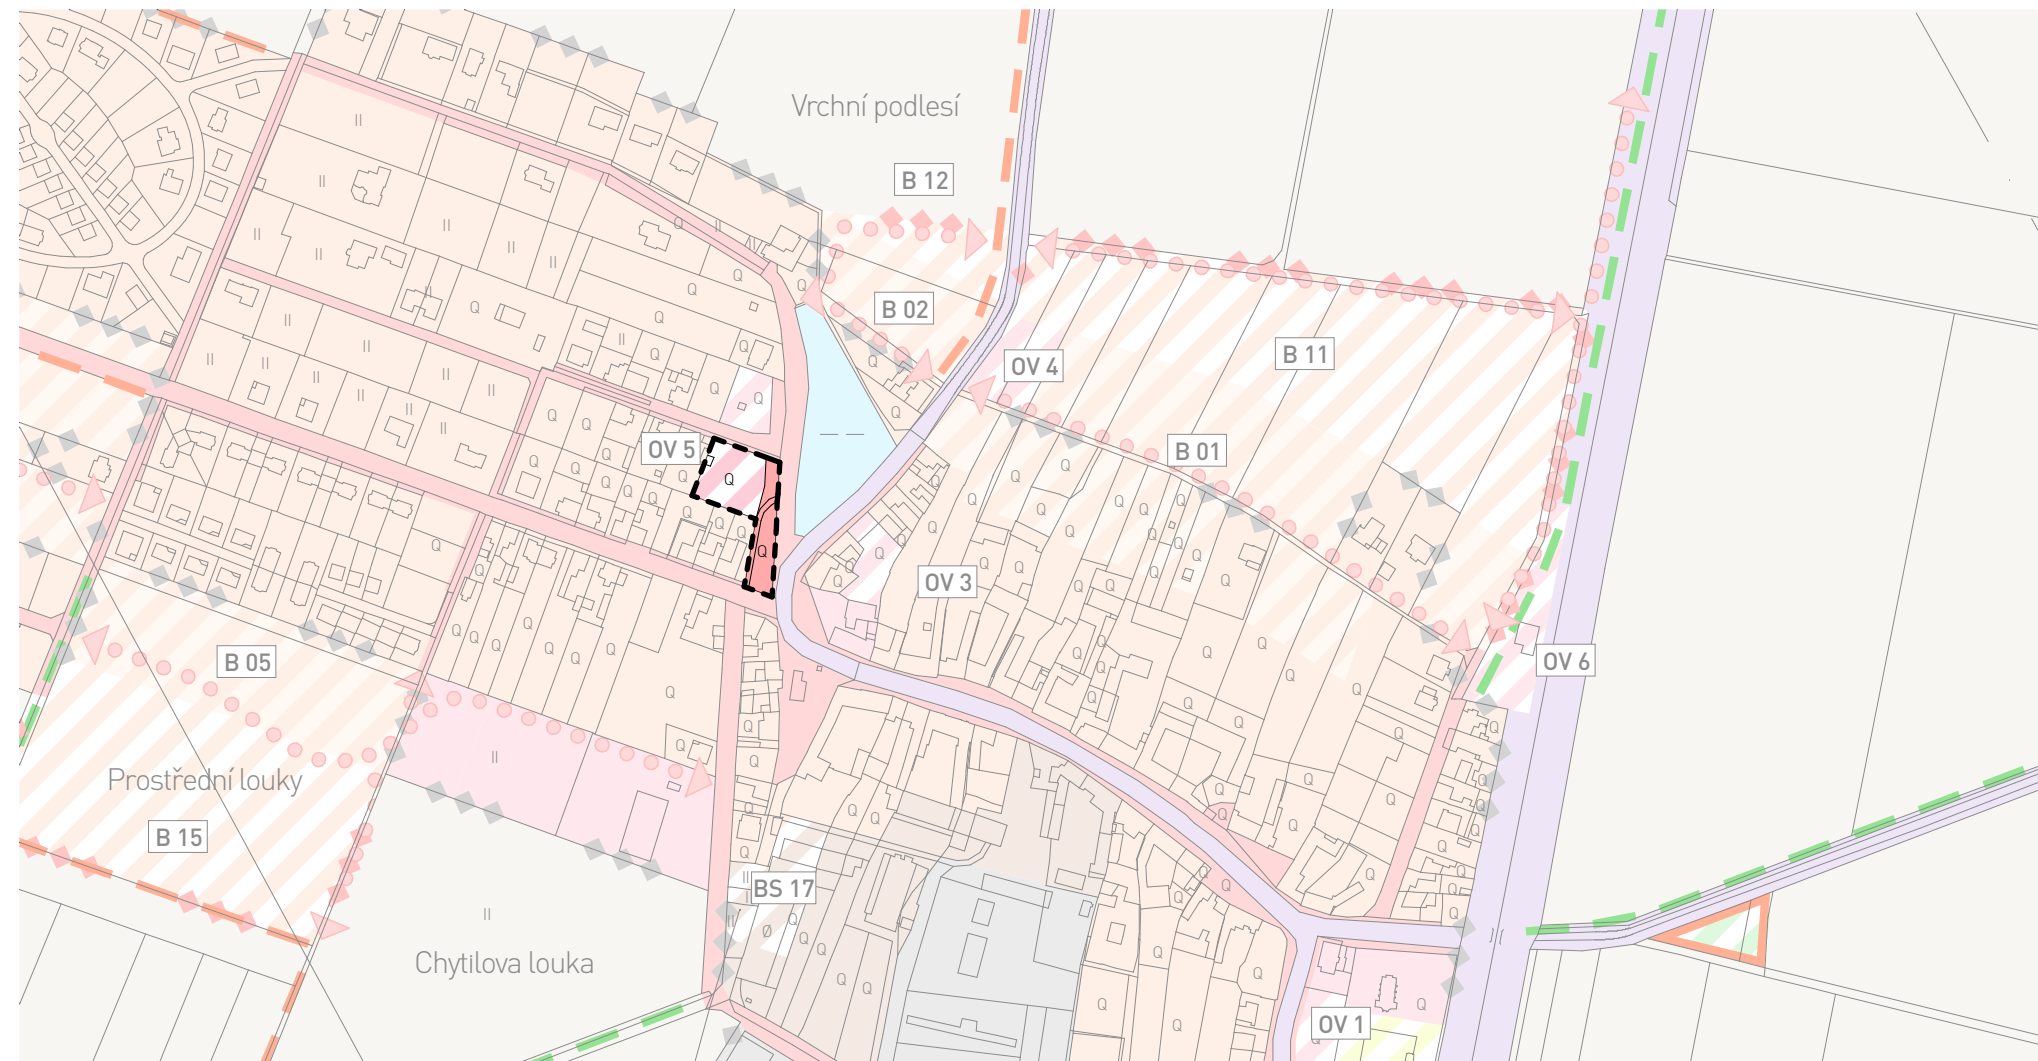 Vrchní podlesí
B 12
B 02
OV 4
B 11
B 01
OV 5
OV 3
B 05
OV 6
Prostřední louky
B 15
BS 17
Chytilova louka
OV 1